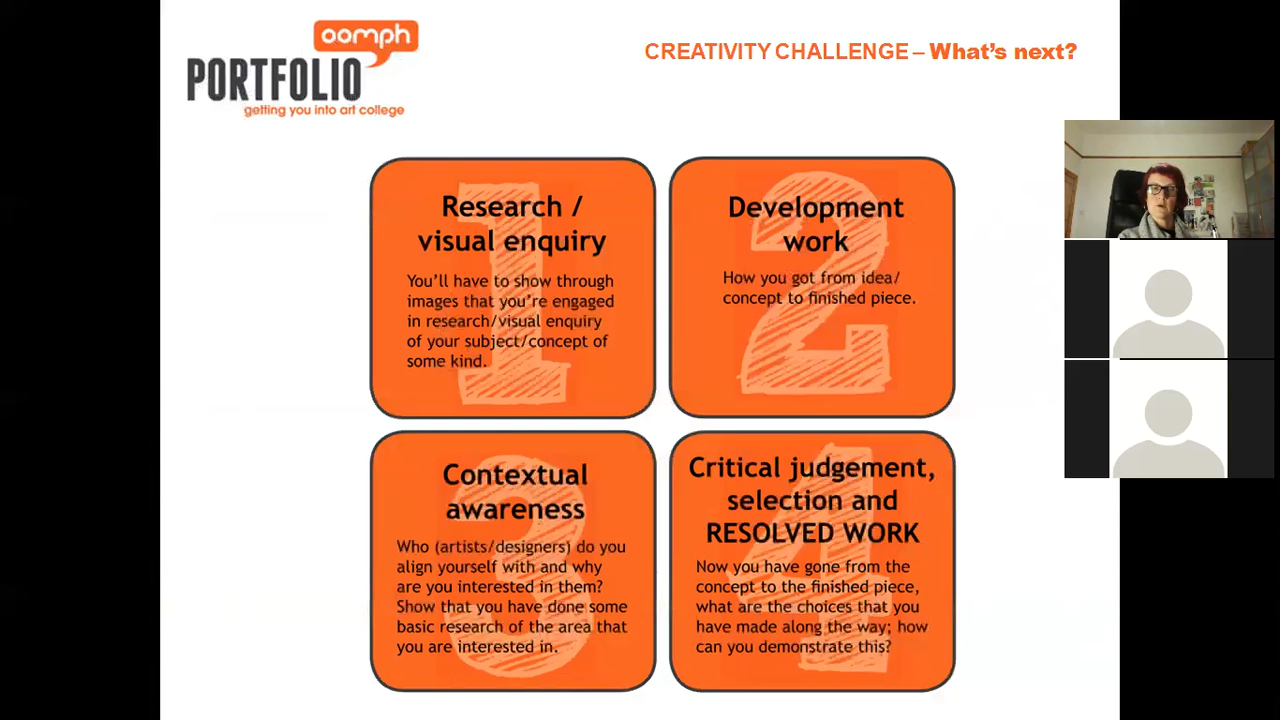 oomph
PORTFOLIO
getting you into art college
CREATIVITY CHALLENGE – What's next?
1
Research /
visual enquiry
You'll have to show through
images that you're engaged
in research/visual enquiry
of your subject/concept of
some kind.
2
Development
work
How you got from idea/
concept to finished piece.
3
Contextual
awareness
Who (artists/designers) do you
align yourself with and why
are you interested in them?
Show that you have done some
basic research of the area that
you are interested in.
4
Critical judgement,
selection and
RESOLVED WORK
Now you have gone from the
concept to the finished piece,
what are the choices that you
have made along the way; how
can you demonstrate this?